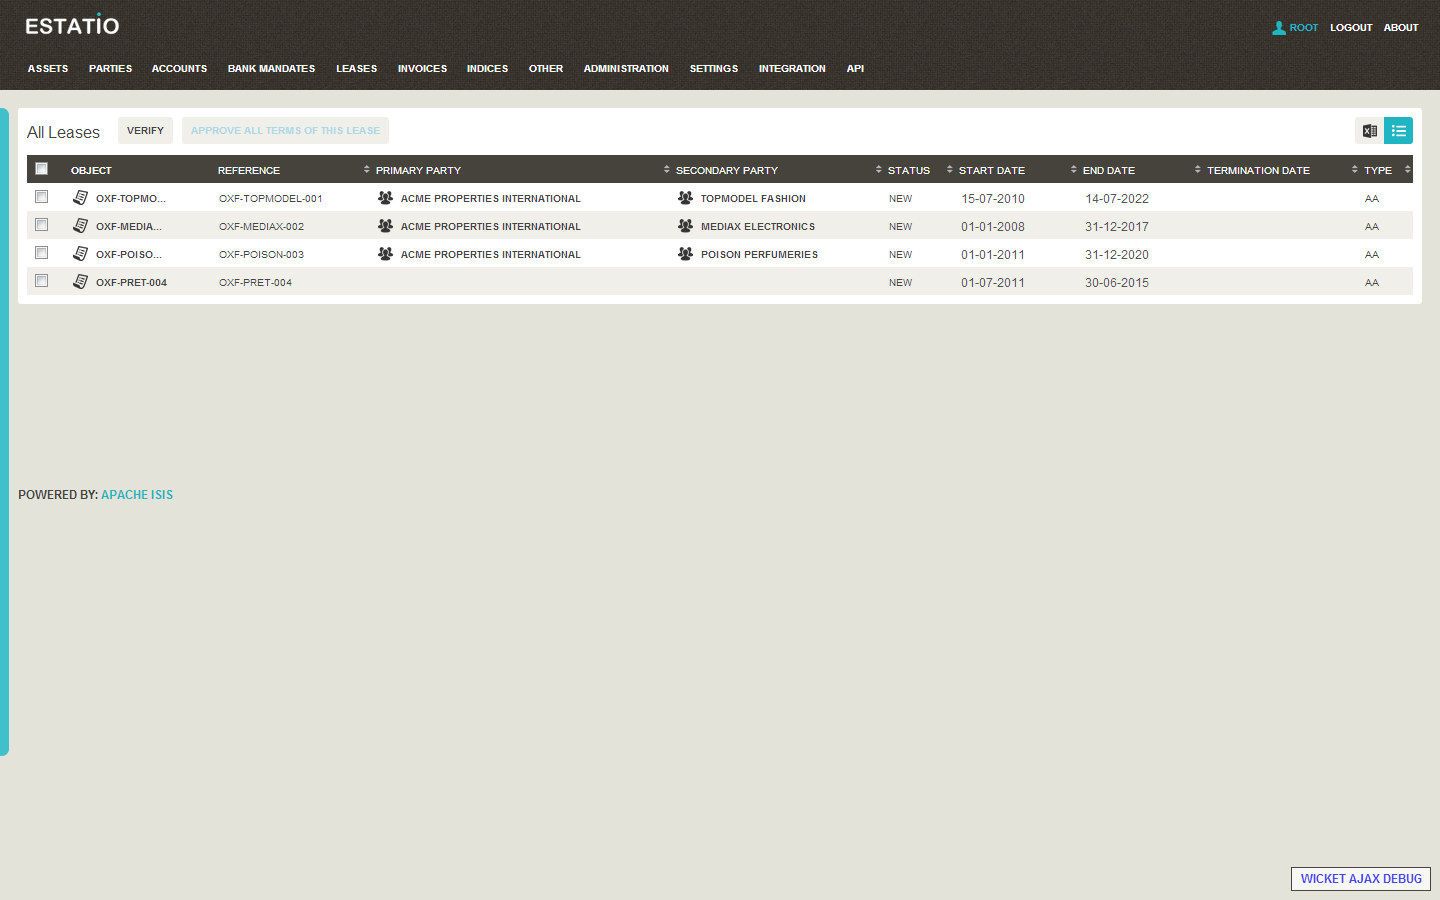 ESTATIO
ROOT LOGOUT ABOUT
ASSETS PARTIES ACCOUNTS BANK MANDATES LEASES INVOICES INDICES OTHER ADMINISTRATION SETTINGS INTEGRATION API
All Leases VERIFY APPROVE ALL TERMS OF THIS LEASE
OBJECT REFERENCE PRIMARY PARTY SECONDARY PARTY STATUS START DATE END DATE TERMINATION DATE TYPE
OXF-TOPMO... OXF-TOPMODEL-001 ACME PROPERTIES INTERNATIONAL TOPMODEL FASHION NEW 15-07-2010 14-07-2022 AA
OXF-MEDIA... OXF-MEDIAX-002 ACME PROPERTIES INTERNATIONAL MEDIAX ELECTRONICS NEW 01-01-2008 31-12-2017 AA
OXF-POISO... OXF-POISON-003 ACME PROPERTIES INTERNATIONAL POISON PERFUMERIES NEW 01-01-2011 31-12-2020 AA
OXF-PRET-004 OXF-PRET-004 NEW 01-07-2011 30-06-2015 AA
POWERED BY: APACHE ISIS
WICKET AJAX DEBUG